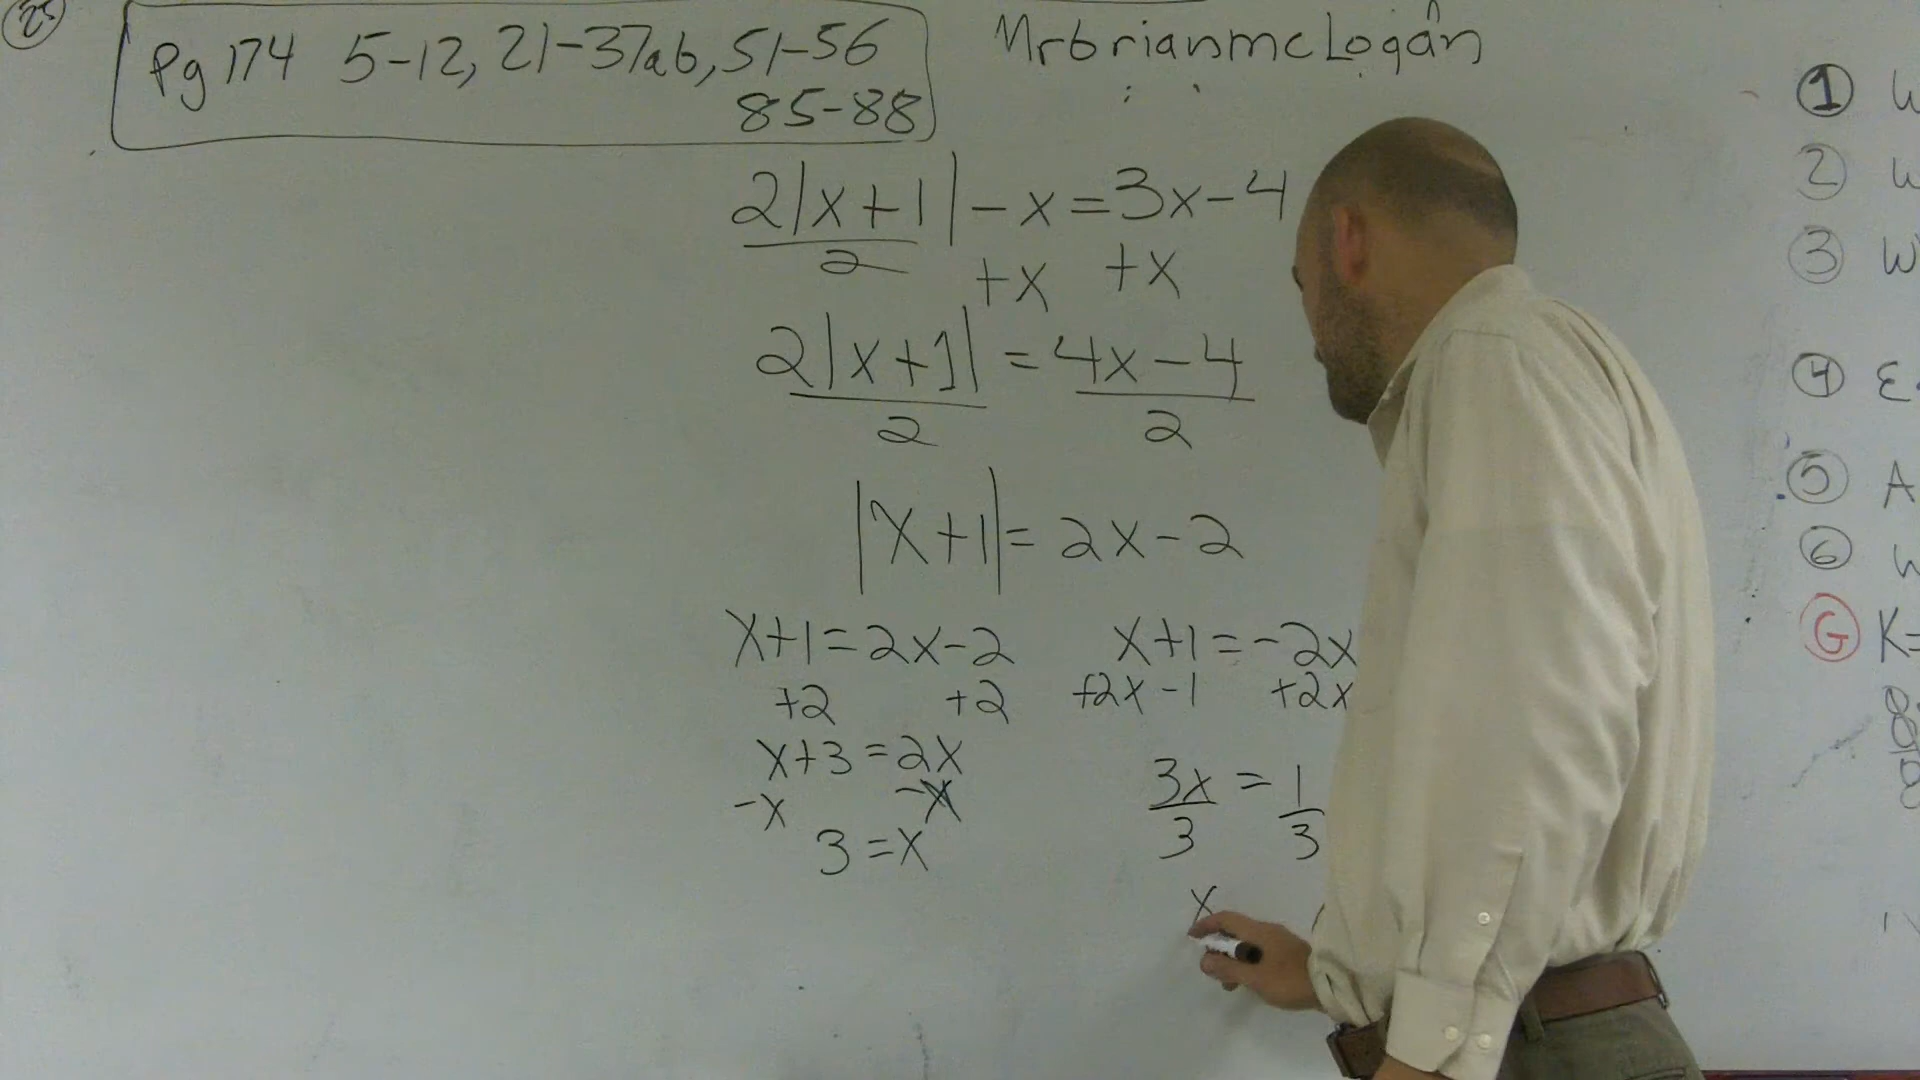 25
Pg 174 5-12, 21-37ab, 51-56
85-88
Mrbrianmclogan
2|x+1| - x = 3x - 4
2 +x +x
2|x+1| = 4x - 4
2 2
|x+1| = 2x - 2
x+1 = 2x - 2
+2 +2
x+3 = 2x
-x -x
3 = x
x+1 = -2x
+2x -1 +2x
3x = 1
3 3
x
1 W
2 W
3 W
4 E
5 A
6 W
G K=